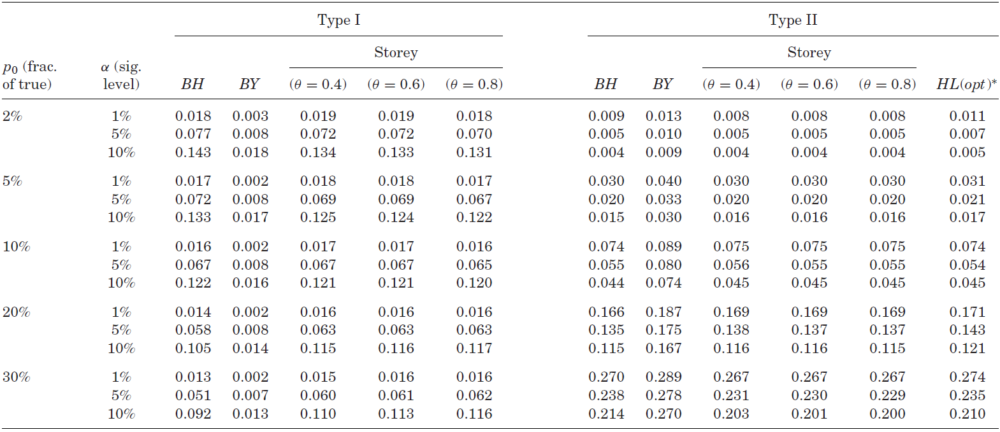 Type I Type II
Storey Storey
p0 (frac. α (sig.
of true) level) BH BY (θ = 0.4) (θ = 0.6) (θ = 0.8) BH BY (θ = 0.4) (θ = 0.6) (θ = 0.8) HL(opt)*
2% 1% 0.018 0.003 0.019 0.019 0.018 0.009 0.013 0.008 0.008 0.008 0.011
5% 0.077 0.008 0.072 0.072 0.070 0.005 0.010 0.005 0.005 0.005 0.007
10% 0.143 0.018 0.134 0.133 0.131 0.004 0.009 0.004 0.004 0.004 0.005
5% 1% 0.017 0.002 0.018 0.018 0.017 0.030 0.040 0.030 0.030 0.030 0.031
5% 0.072 0.008 0.069 0.069 0.067 0.020 0.033 0.020 0.020 0.020 0.021
10% 0.133 0.017 0.125 0.124 0.122 0.015 0.030 0.016 0.016 0.016 0.017
10% 1% 0.016 0.002 0.017 0.017 0.016 0.074 0.089 0.075 0.075 0.075 0.074
5% 0.067 0.008 0.067 0.067 0.065 0.055 0.080 0.056 0.055 0.055 0.054
10% 0.122 0.016 0.121 0.121 0.120 0.044 0.074 0.045 0.045 0.045 0.045
20% 1% 0.014 0.002 0.016 0.016 0.016 0.166 0.187 0.169 0.169 0.169 0.171
5% 0.058 0.008 0.063 0.063 0.063 0.135 0.175 0.138 0.137 0.137 0.143
10% 0.105 0.014 0.115 0.116 0.117 0.115 0.167 0.116 0.116 0.115 0.121
30% 1% 0.013 0.002 0.015 0.016 0.016 0.270 0.289 0.267 0.267 0.267 0.274
5% 0.051 0.007 0.060 0.061 0.062 0.238 0.278 0.231 0.230 0.229 0.235
10% 0.092 0.013 0.110 0.113 0.116 0.214 0.270 0.203 0.201 0.200 0.210